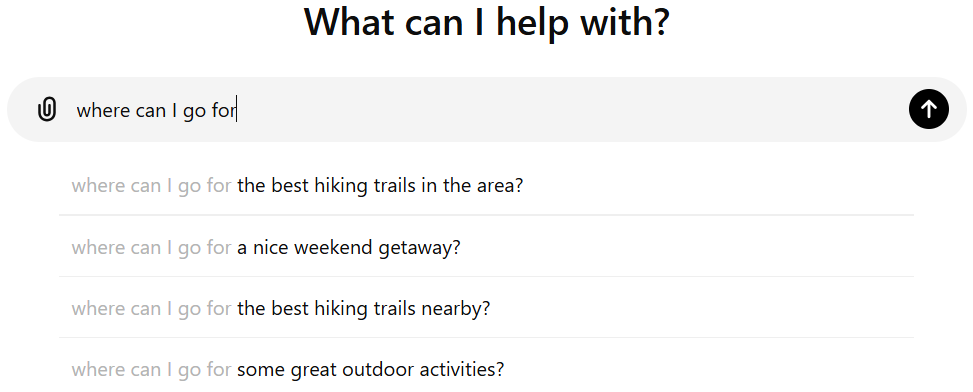 What can I help with?
where can I go for
where can I go for the best hiking trails in the area?
where can I go for a nice weekend getaway?
where can I go for the best hiking trails nearby?
where can I go for some great outdoor activities?